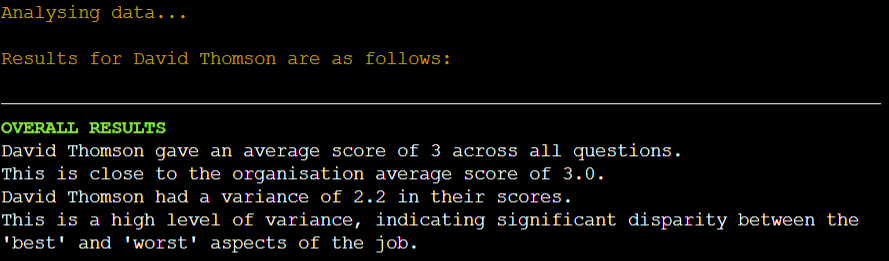 Analysing data...
Results for David Thomson are as follows:
OVERALL RESULTS
David Thomson gave an average score of 3 across all questions.
This is close to the organisation average score of 3.0.
David Thomson had a variance of 2.2 in their scores.
This is a high level of variance, indicating significant disparity between the
'best' and 'worst' aspects of the job.